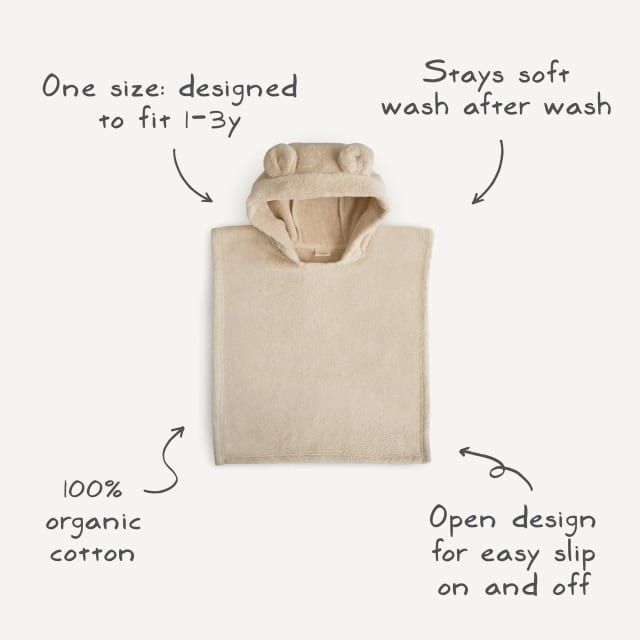 One size: designed
to fit 1-3y
Stays soft
wash after wash
100%
organic
cotton
Open design
for easy slip
on and off